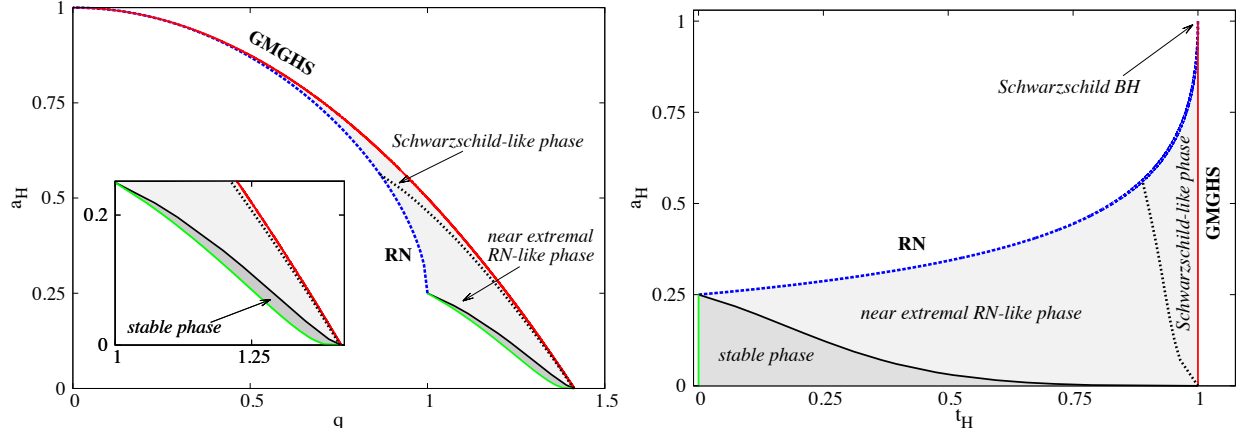 1
0.75
0.5
0.25
0
a_H
GMGHS
Schwarzschild-like phase
near extremal
RN-like phase
RN
0.2
0
1
1.25
stable phase
0
0.5
1
1.5
q
1
0.75
0.5
0.25
0
a_H
Schwarzschild BH
RN
Schwarzschild-like phase
GMGHS
near extremal RN-like phase
stable phase
0
0.25
0.5
0.75
1
t_H